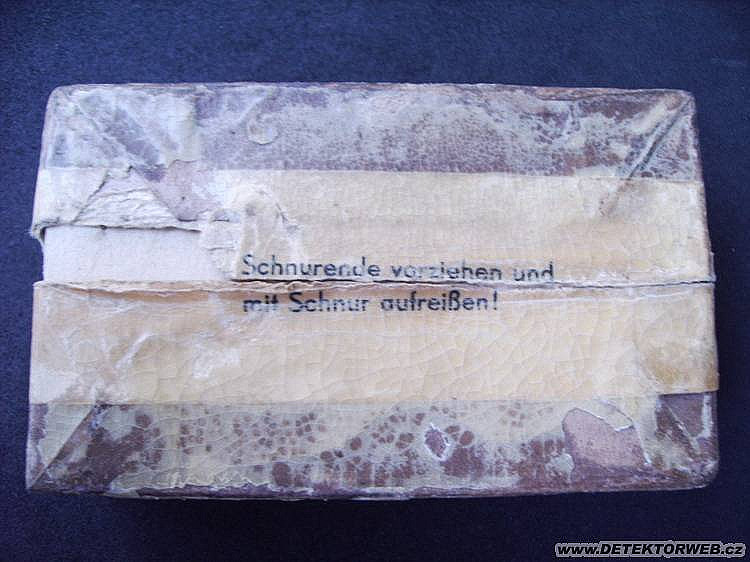 Schnurende vorziehen und
mit Schnur aufreißen!
www.DETEKTORWEB.cz